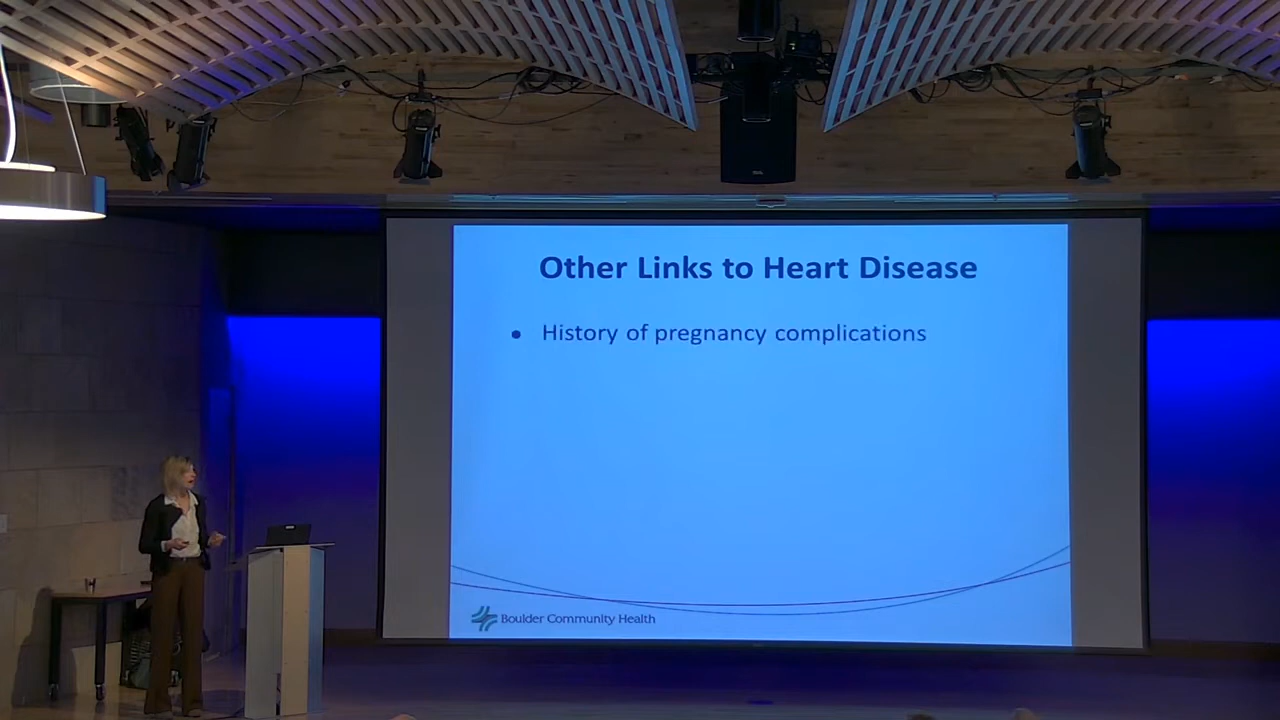 Other Links to Heart Disease
• History of pregnancy complications
Boulder Community Health